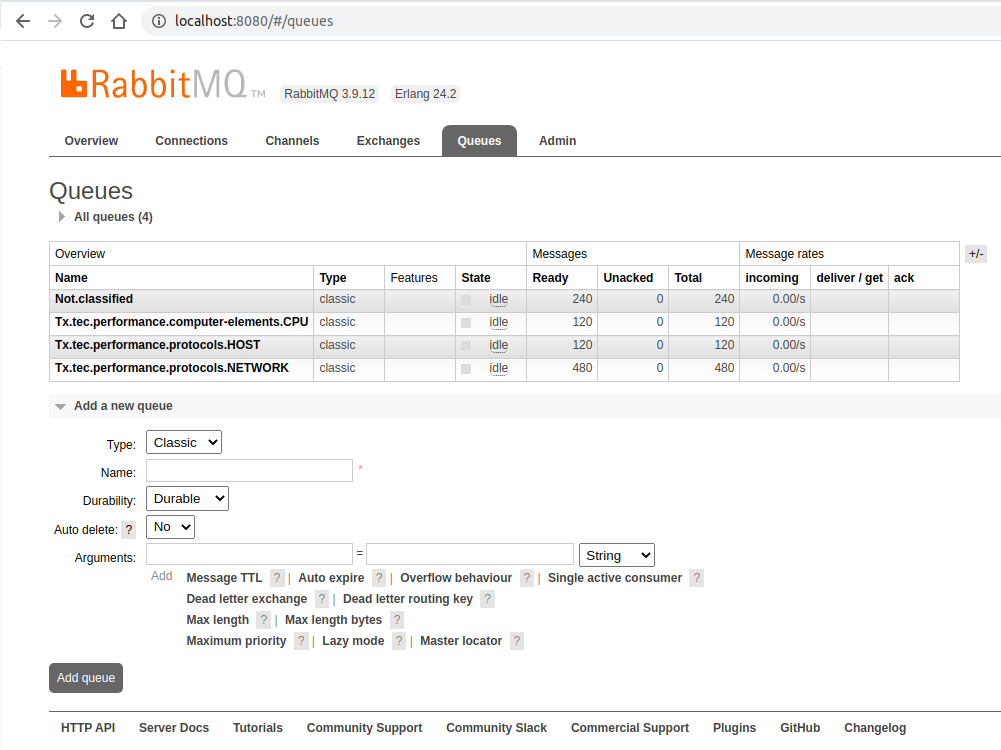 localhost:8080/#/queues
RabbitMQ TM RabbitMQ 3.9.12 Erlang 24.2
Overview Connections Channels Exchanges Queues Admin
Queues
All queues (4)
Overview Messages Message rates +/-
Name Type Features State Ready Unacked Total incoming deliver / get ack
Not.classified classic idle 240 0 240 0.00/s
Tx.tec.performance.computer-elements.CPU classic idle 120 0 120 0.00/s
Tx.tec.performance.protocols.HOST classic idle 120 0 120 0.00/s
Tx.tec.performance.protocols.NETWORK classic idle 480 0 480 0.00/s
Add a new queue
Type: Classic
Name: *
Durability: Durable
Auto delete: ? No
Arguments: = String
Add Message TTL ? | Auto expire ? | Overflow behaviour ? | Single active consumer ?
Dead letter exchange ? | Dead letter routing key ?
Max length ? | Max length bytes ?
Maximum priority ? | Lazy mode ? | Master locator ?
Add queue
HTTP API Server Docs Tutorials Community Support Community Slack Commercial Support Plugins GitHub Changelog